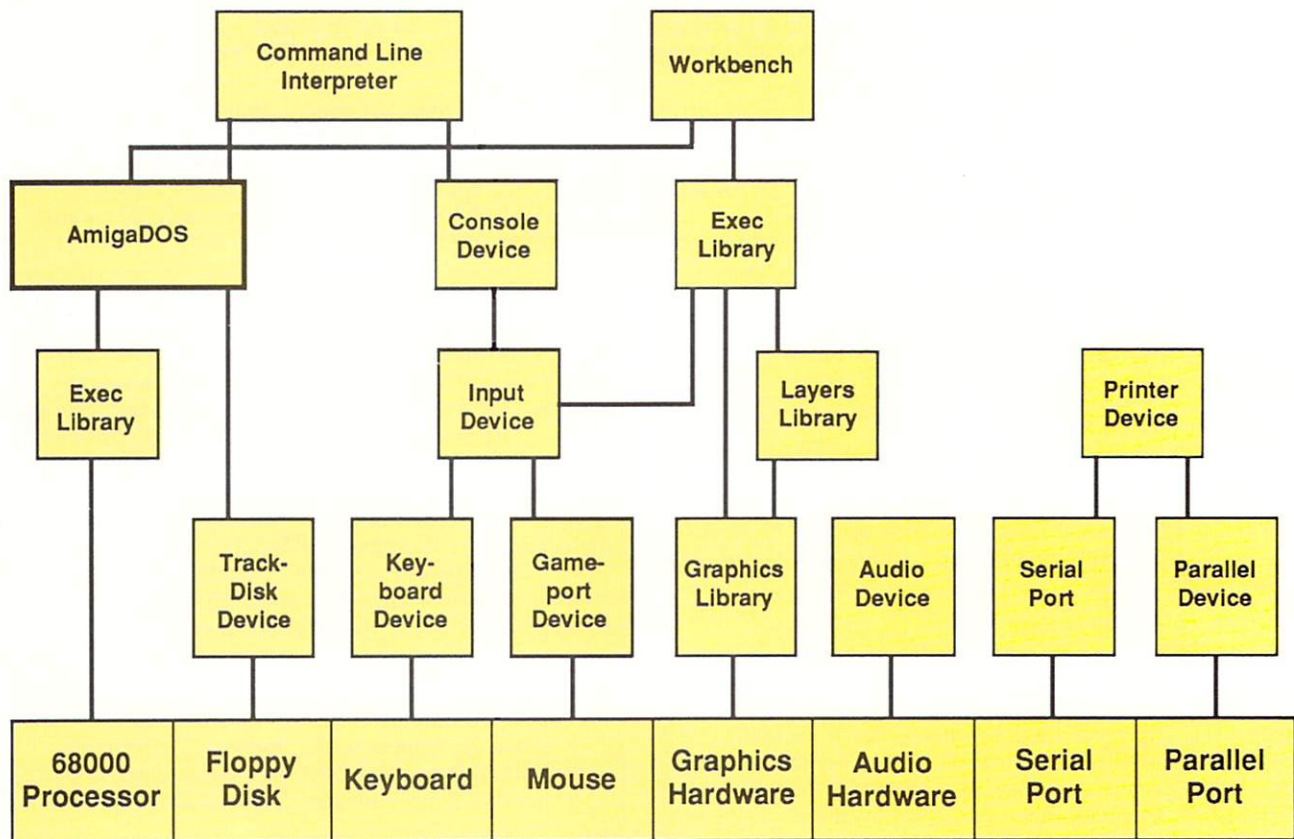 Command Line
Interpreter
Workbench
AmigaDOS
Console
Device
Exec
Library
Exec
Library
Input
Device
Layers
Library
Printer
Device
Track-
Disk
Device
Key-
board
Device
Game-
port
Device
Graphics
Library
Audio
Device
Serial
Port
Parallel
Device
68000
Processor
Floppy
Disk
Keyboard
Mouse
Graphics
Hardware
Audio
Hardware
Serial
Port
Parallel
Port